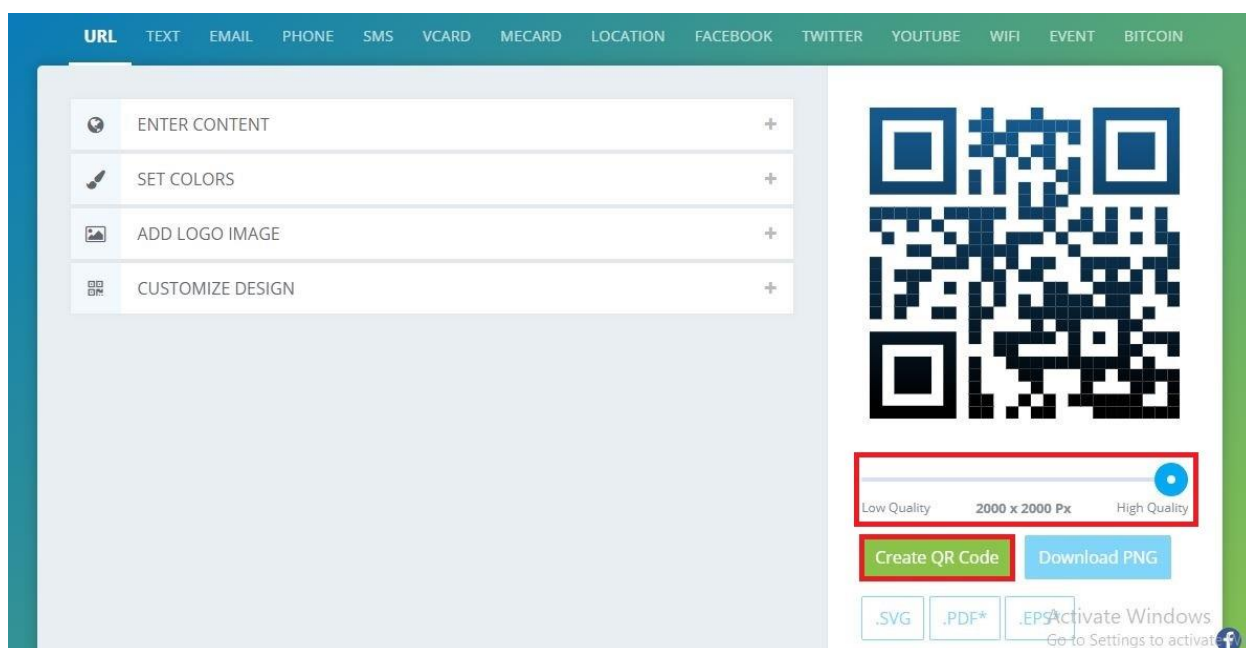 URL TEXT EMAIL PHONE SMS VCARD MECARD LOCATION FACEBOOK TWITTER YOUTUBE WIFI EVENT BITCOIN
ENTER CONTENT +
SET COLORS +
ADD LOGO IMAGE +
CUSTOMIZE DESIGN +
Low Quality 2000 x 2000 Px High Quality
Create QR Code Download PNG
.SVG .PDF* .EPS*
Activate Windows
Go to Settings to activate